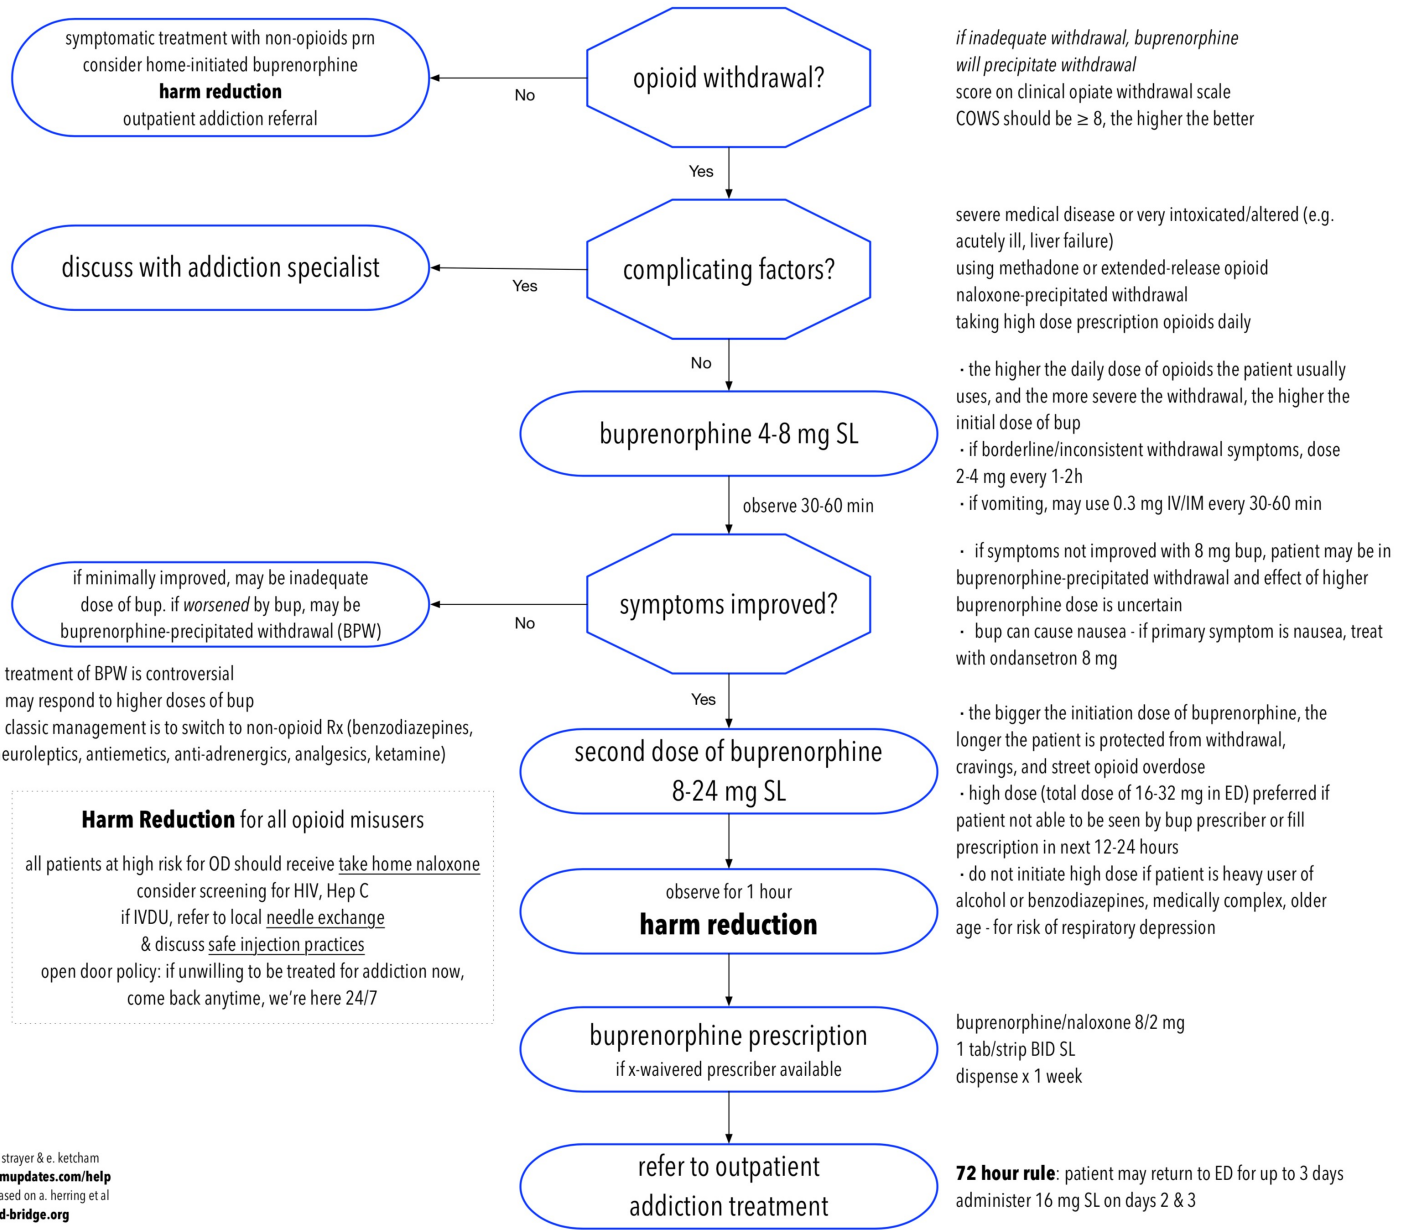 symptomatic treatment with non-opioids prn
consider home-initiated buprenorphine
harm reduction
outpatient addiction referral
No
opioid withdrawal?
if inadequate withdrawal, buprenorphine
will precipitate withdrawal
score on clinical opiate withdrawal scale
COWS should be ≥ 8, the higher the better
Yes
discuss with addiction specialist
Yes
complicating factors?
severe medical disease or very intoxicated/altered (e.g.
acutely ill, liver failure)
using methadone or extended-release opioid
naloxone-precipitated withdrawal
taking high dose prescription opioids daily
No
buprenorphine 4-8 mg SL
· the higher the daily dose of opioids the patient usually
uses, and the more severe the withdrawal, the higher the
initial dose of bup
· if borderline/inconsistent withdrawal symptoms, dose
2-4 mg every 1-2h
· if vomiting, may use 0.3 mg IV/IM every 30-60 min
observe 30-60 min
if minimally improved, may be inadequate
dose of bup. if worsened by bup, may be
buprenorphine-precipitated withdrawal (BPW)
No
symptoms improved?
· if symptoms not improved with 8 mg bup, patient may be in
buprenorphine-precipitated withdrawal and effect of higher
buprenorphine dose is uncertain
· bup can cause nausea - if primary symptom is nausea, treat
with ondansetron 8 mg
treatment of BPW is controversial
may respond to higher doses of bup
classic management is to switch to non-opioid Rx (benzodiazepines,
euroleptics, antiemetics, anti-adrenergics, analgesics, ketamine)
Yes
second dose of buprenorphine
8-24 mg SL
· the bigger the initiation dose of buprenorphine, the
longer the patient is protected from withdrawal,
cravings, and street opioid overdose
· high dose (total dose of 16-32 mg in ED) preferred if
patient not able to be seen by bup prescriber or fill
prescription in next 12-24 hours
· do not initiate high dose if patient is heavy user of
alcohol or benzodiazepines, medically complex, older
age - for risk of respiratory depression
Harm Reduction for all opioid misusers
all patients at high risk for OD should receive take home naloxone
consider screening for HIV, Hep C
if IVDU, refer to local needle exchange
& discuss safe injection practices
open door policy: if unwilling to be treated for addiction now,
come back anytime, we're here 24/7
observe for 1 hour
harm reduction
buprenorphine prescription
if x-waivered prescriber available
buprenorphine/naloxone 8/2 mg
1 tab/strip BID SL
dispense x 1 week
refer to outpatient
addiction treatment
72 hour rule: patient may return to ED for up to 3 days
administer 16 mg SL on days 2 & 3
strayer & e. ketcham
mupdates.com/help
ased on a. herring et al
d-bridge.org